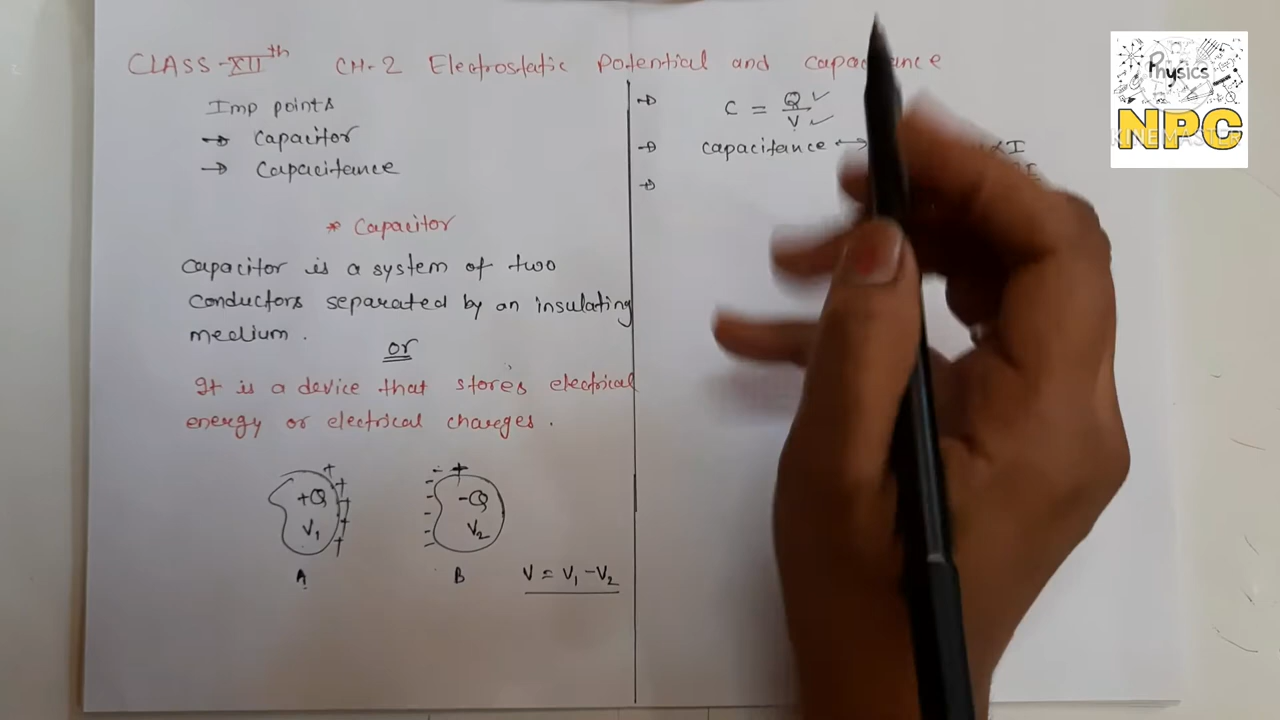 CLASS-XIIth CH-2 Electrostatic Potential and capacitance
Imp points
→ Capacitor
→ Capacitance
* Capacitor
Capacitor is a system of two
conductors separated by an insulating
medium.
or
It is a device that stores electrical
energy or electrical charges.
+Q
V₁
A
-Q
V₂
B
V = V₁ - V₂
→ C = Q/V
→ capacitance ↔
∝ I
Physics
NPC
KINEMASTER